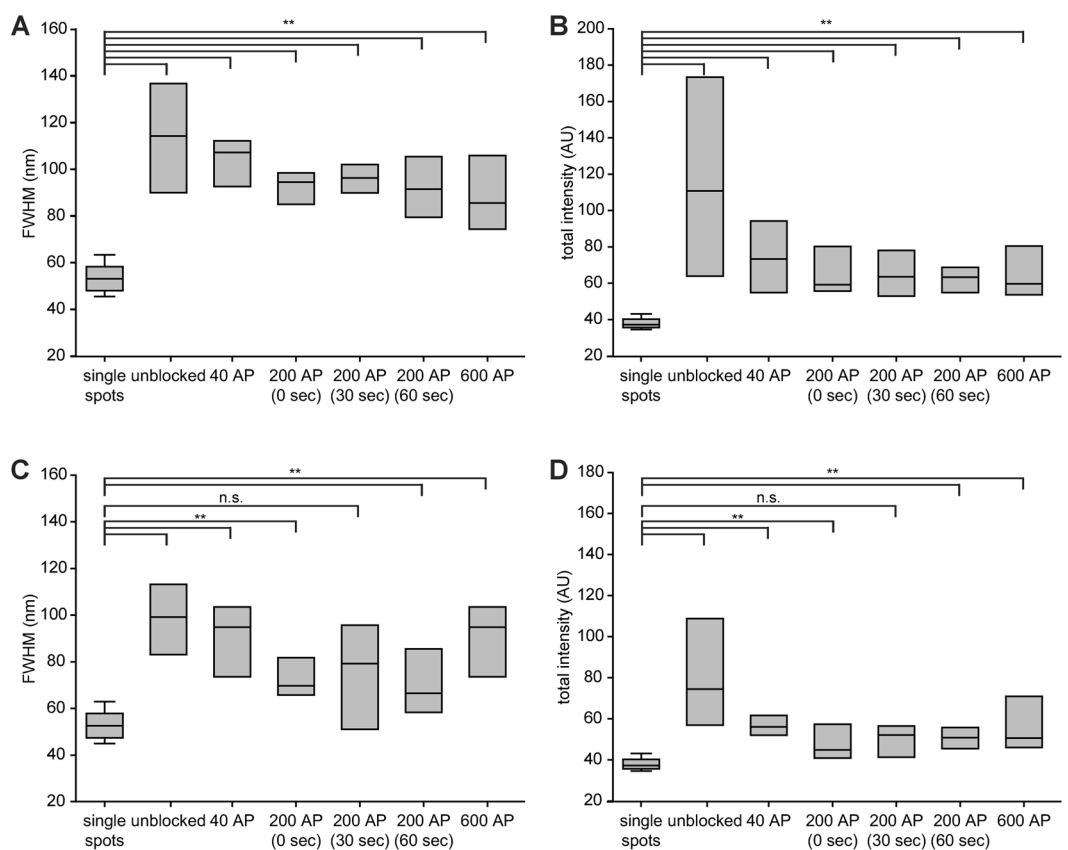 A
**
FWHM (nm)
160
140
120
100
80
60
40
20
single spots
unblocked
40 AP
200 AP (0 sec)
200 AP (30 sec)
200 AP (60 sec)
600 AP
B
**
total intensity (AU)
200
180
160
140
120
100
80
60
40
20
single spots
unblocked
40 AP
200 AP (0 sec)
200 AP (30 sec)
200 AP (60 sec)
600 AP
C
**
n.s.
**
FWHM (nm)
160
140
120
100
80
60
40
20
single spots
unblocked
40 AP
200 AP (0 sec)
200 AP (30 sec)
200 AP (60 sec)
600 AP
D
**
n.s.
**
total intensity (AU)
180
160
140
120
100
80
60
40
20
single spots
unblocked
40 AP
200 AP (0 sec)
200 AP (30 sec)
200 AP (60 sec)
600 AP